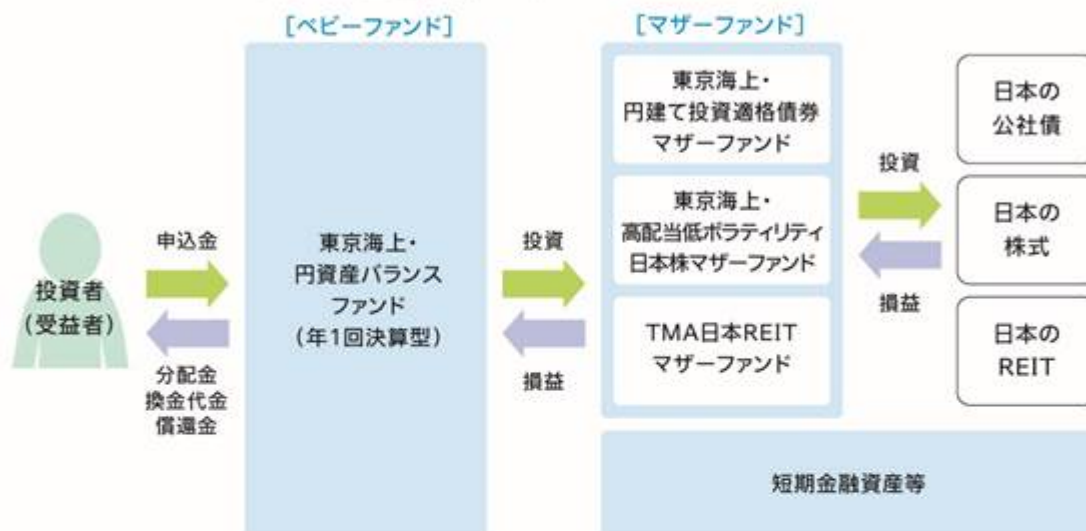 ［ベビーファンド］
［マザーファンド］
投資者
（受益者）
申込金
分配金
換金代金
償還金
東京海上・
円資産バランス
ファンド
（年1回決算型）
投資
損益
東京海上・
円建て投資適格債券
マザーファンド
東京海上・
高配当低ボラティリティ
日本株マザーファンド
TMA日本REIT
マザーファンド
投資
損益
日本の
公社債
日本の
株式
日本の
REIT
短期金融資産等